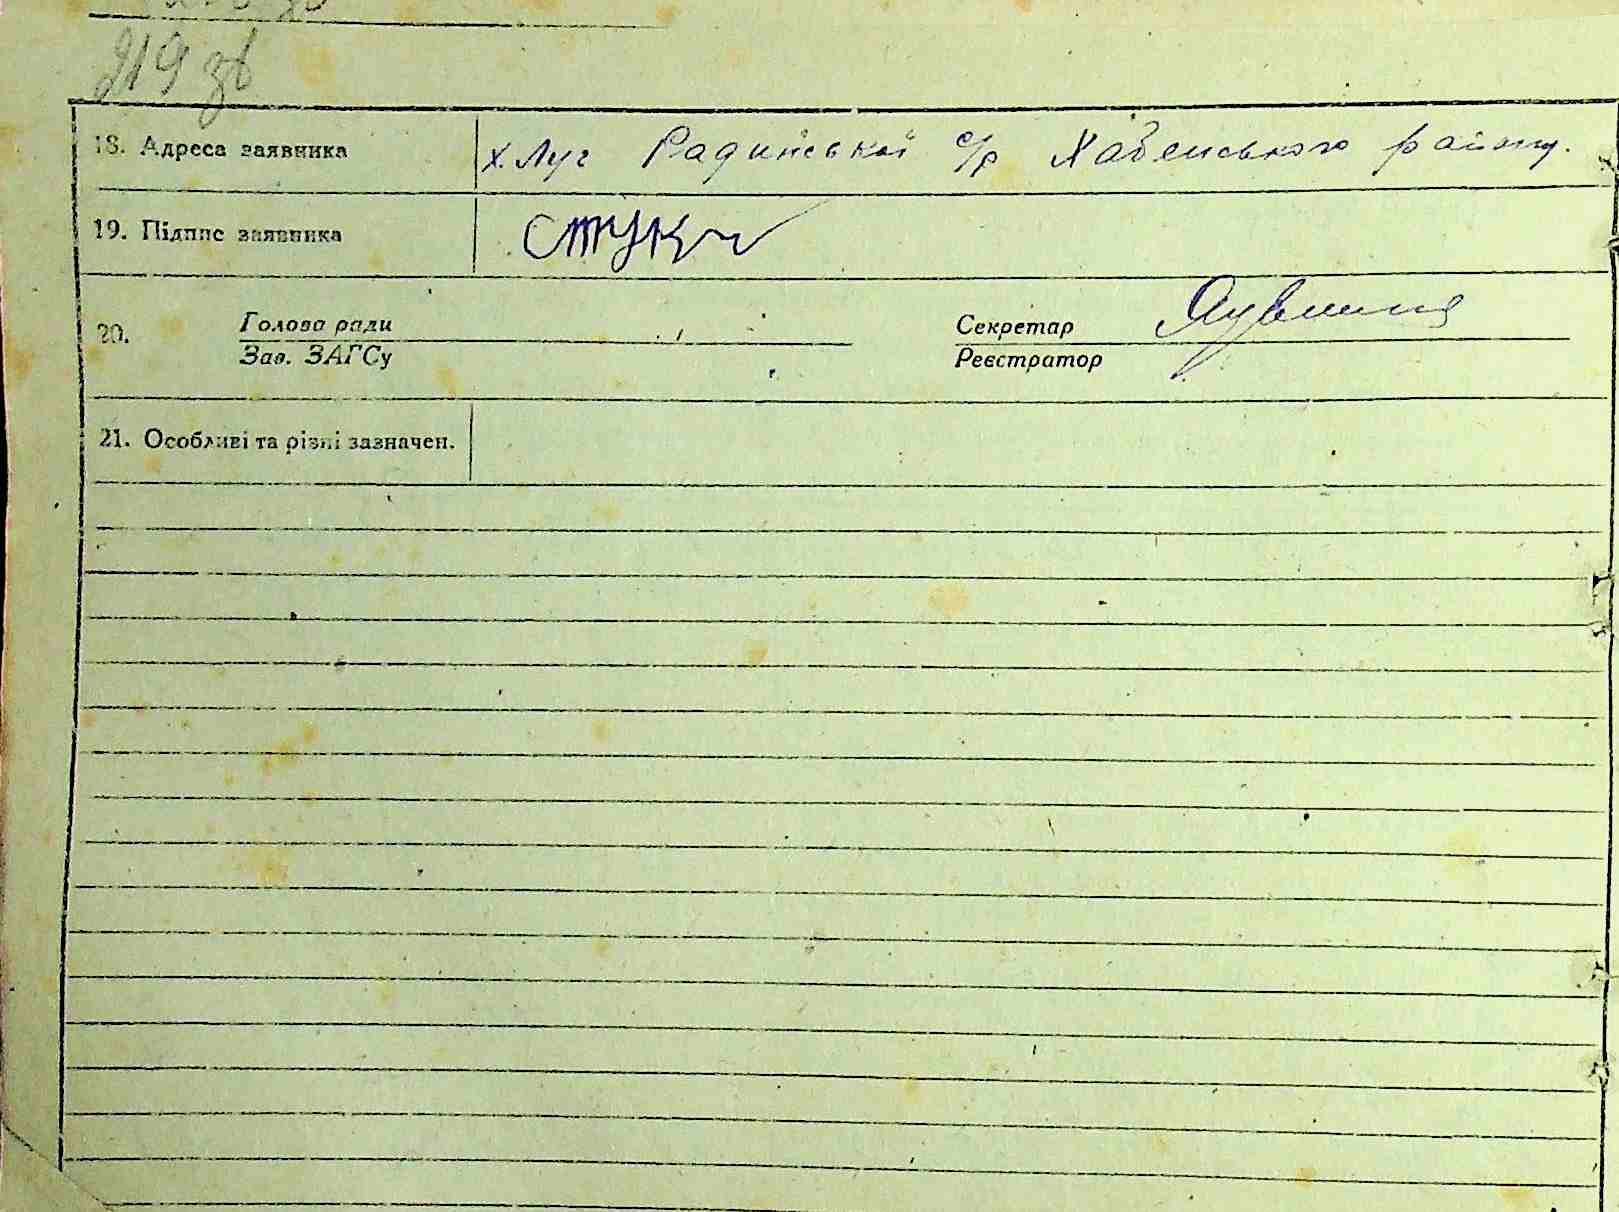 219 зв
18. Адреса заявника х. Луг Радинської с/р Хабенського району.
19. Підпис заявника Стук
20. Голова ради Секретар
Зав. ЗАГСу Реєстратор
21. Особливі та різні зазначен.